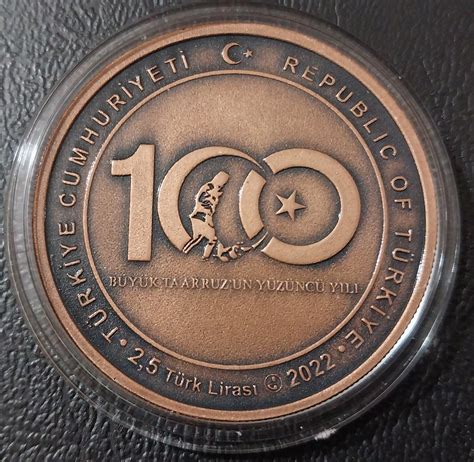 TÜRKİYE CUMHURİYETİ
REPUBLIC OF TÜRKİYE
100
BÜYÜK TAARRUZ'UN YÜZÜNCÜ YILI
• 2,5 Türk Lirası 2022 •